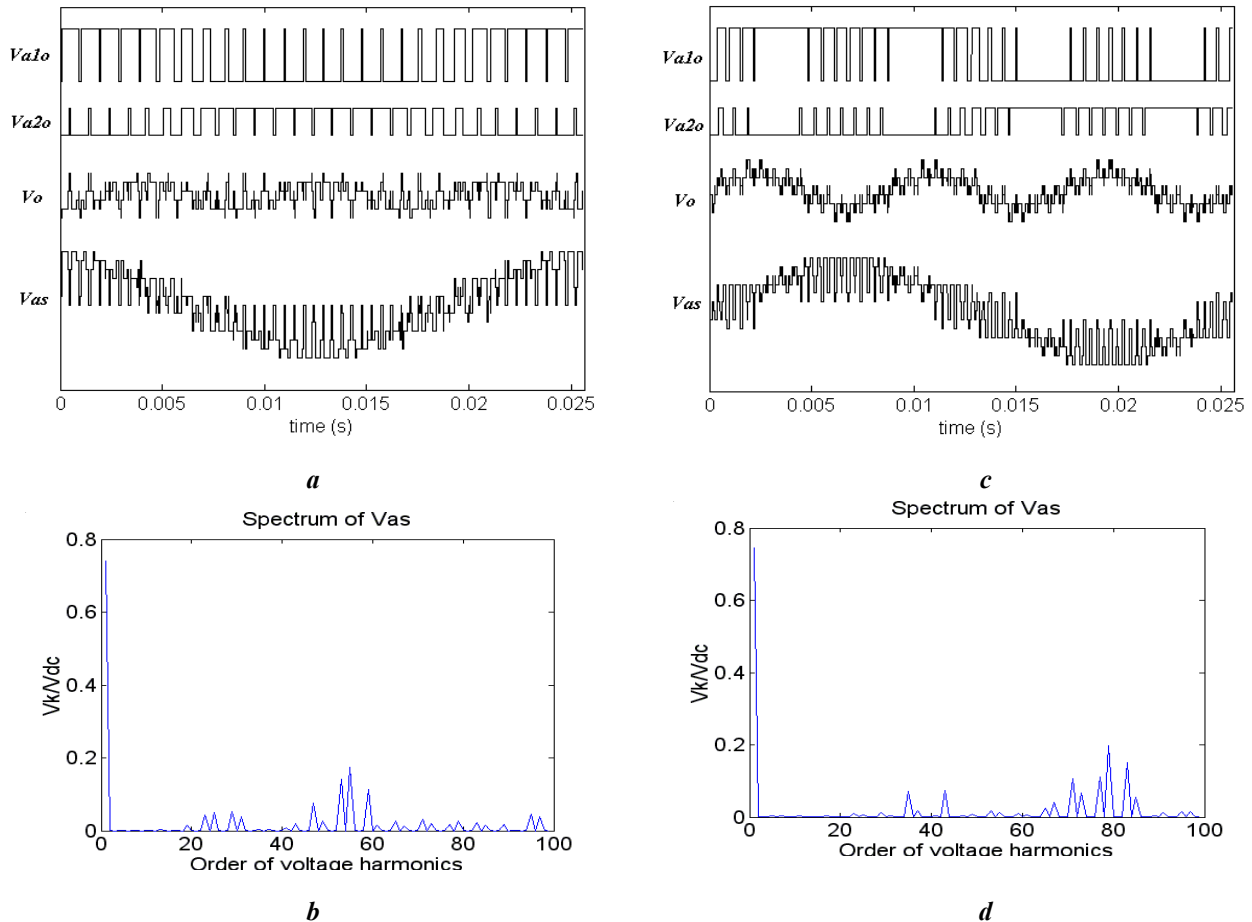 Va1o
Va2o
Vo
Vas
0 0.005 0.01 0.015 0.02 0.025
time (s)
a
Va1o
Va2o
Vo
Vas
0 0.005 0.01 0.015 0.02 0.025
time (s)
c
Spectrum of Vas
0.8
0.6
0.4
0.2
0
Vk/Vdc
0 20 40 60 80 100
Order of voltage harmonics
b
Spectrum of Vas
0.8
0.6
0.4
0.2
0
Vk/Vdc
0 20 40 60 80 100
Order of voltage harmonics
d